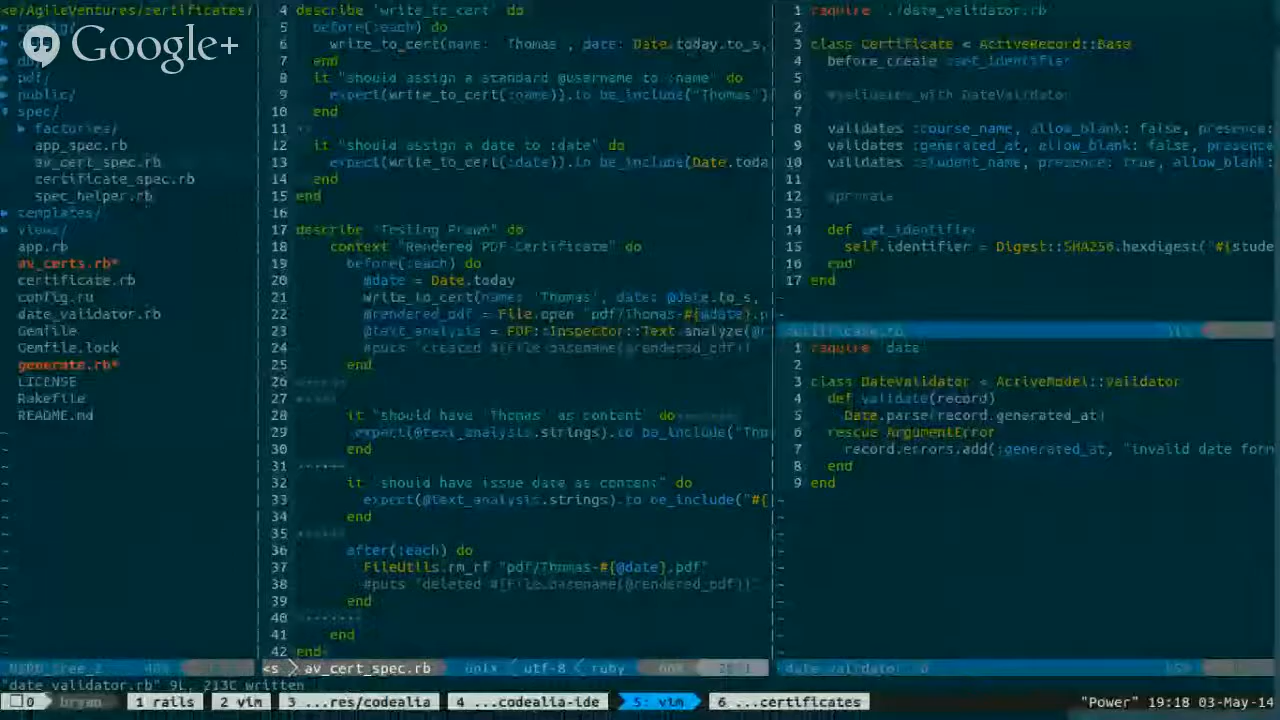 <e/AgileVentures/certificates/
Google+
pdf/
public/
spec/
factories/
app_spec.rb
av_cert_spec.rb
certificate_spec.rb
spec_helper.rb
templates/
views/
app.rb
av_certs.rb*
certificate.rb
config.ru
date_validator.rb
Gemfile
Gemfile.lock
generate.rb*
LICENSE
Rakefile
README.md
4 describe 'write_to_cert' do
5 before(:each) do
6 write_to_cert(name: 'Thomas', date: Date.today.to_s,
7 end
8 it "should assign a standard @username to :name" do
9 expect(write_to_cert(:name)).to be_include("Thomas")
10 end
11
12 it "should assign a date to :date" do
13 expect(write_to_cert(:date)).to be_include(Date.toda
14 end
15 end
16
17 describe 'Testing Prawn' do
18 context "Rendered PDF-Certificate" do
19 before(:each) do
20 @date = Date.today
21 write_to_cert(name: 'Thomas', date: @date.to_s,
22 @rendered_pdf = File.open "pdf/Thomas-#{@date}.p
23 @text_analysis = PDF::Inspector::Text.analyze(@r
24 #puts "created #{File.basename(@rendered_pdf)}"
25 end
26
27
28 it "should have 'Thomas' as content" do
29 expect(@text_analysis.strings).to be_include("Tho
30 end
31
32 it "should have issue date as content" do
33 expect(@text_analysis.strings).to be_include("#{
34 end
35
36 after(:each) do
37 FileUtils.rm_rf "pdf/Thomas-#{@date}.pdf"
38 #puts "deleted #{File.basename(@rendered_pdf)}"
39 end
40
41 end
42 end
1 require './date_validator.rb'
2
3 class Certificate < ActiveRecord::Base
4 before_create :set_identifier
5
6 #validates_with DateValidator
7
8 validates :course_name, allow_blank: false, presence:
9 validates :generated_at, allow_blank: false, presence
10 validates :student_name, presence: true, allow_blank:
11
12 #private
13
14 def set_identifier
15 self.identifier = Digest::SHA256.hexdigest("#{stude
16 end
17 end
certificate.rb
1 require 'date'
2
3 class DateValidator < ActiveModel::Validator
4 def validate(record)
5 Date.parse(record.generated_at)
6 rescue ArgumentError
7 record.errors.add(:generated_at, "invalid date form
8 end
9 end
NERD_tree_2
<s av_cert_spec.rb unix utf-8 ruby
"date_validator.rb" 9L, 213C written
0 bryan 1 rails 2 vim 3 ...res/codealia 4 ...codealia-ide 5: vim 6 ...certificates "Power" 19:18 03-May-14